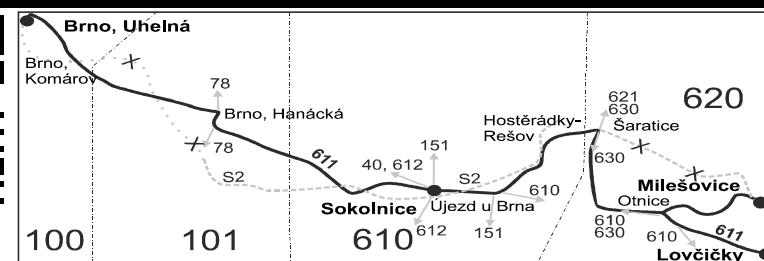 Brno, Uhelná
Brno,
Komárov
78
Brno, Hanácká
78
S2
611
40, 612
151
S2
Sokolnice
Újezd u Brna
612
151
610
Hostěrádky-
Rešov
621
630
Šaratice
630
620
Milešovice
Otnice
610
630
610
611
Lovčičky
100
101
610